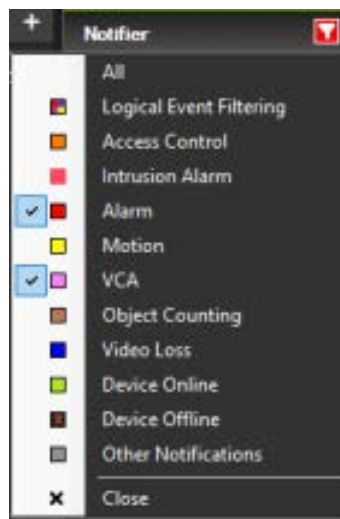 Notifier
All
Logical Event Filtering
Access Control
Intrusion Alarm
Alarm
Motion
VCA
Object Counting
Video Loss
Device Online
Device Offline
Other Notifications
Close